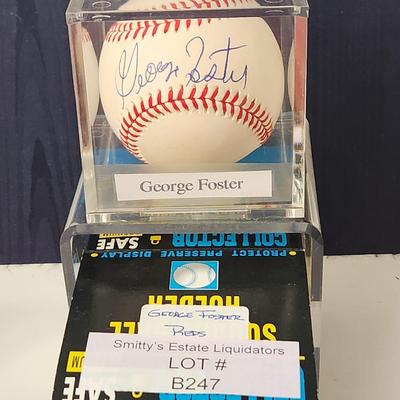 George Foster
George Foster
COLLECTOR
SAFE
PROTECT PRESERVE DISPLAY
HOLDER
GEORGE FOSTER
REDS
Smitty's Estate Liquidators
LOT #
B247